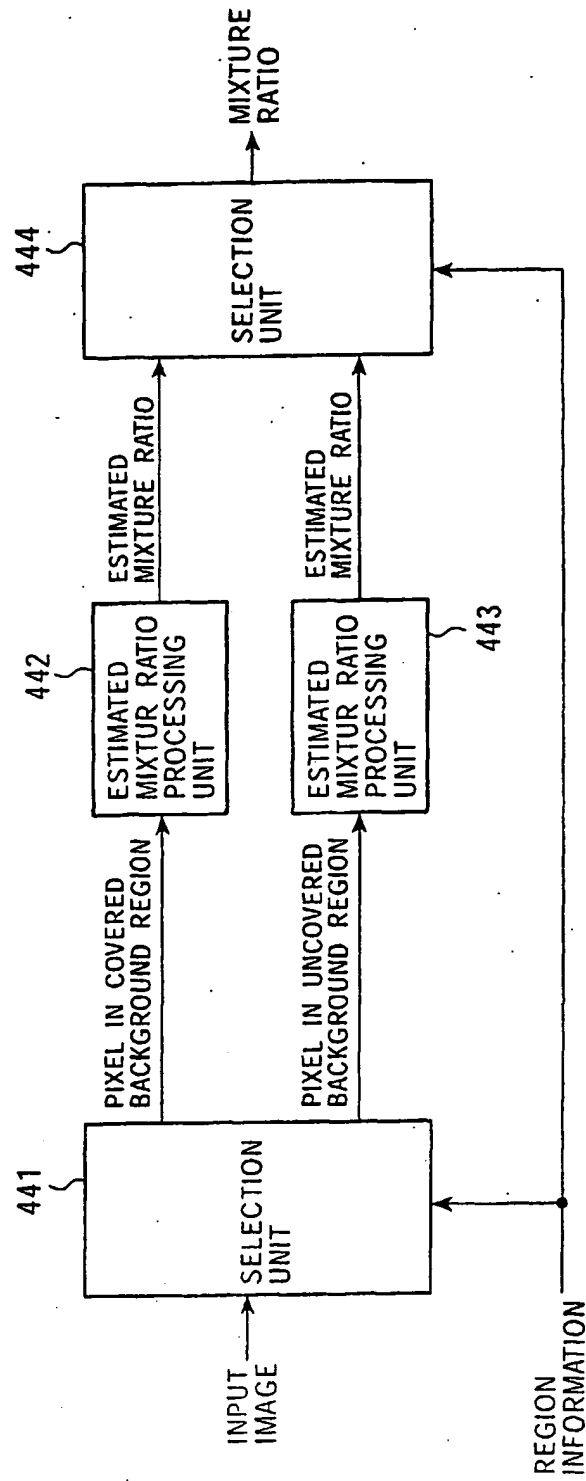 INPUT
IMAGE
441
SELECTION
UNIT
PIXEL IN COVERED
BACKGROUND REGION
PIXEL IN UNCOVERED
BACKGROUND REGION
442
ESTIMATED
MIXTUR RATIO
PROCESSING
UNIT
443
ESTIMATED
MIXTUR RATIO
PROCESSING
UNIT
ESTIMATED
MIXTURE RATIO
ESTIMATED
MIXTURE RATIO
444
SELECTION
UNIT
MIXTURE
RATIO
REGION
INFORMATION